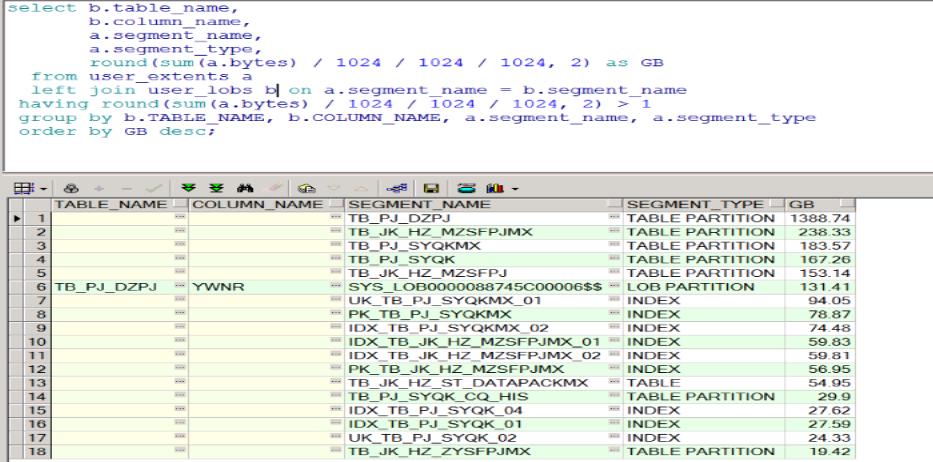 select b.table_name,
b.column_name,
a.segment_name,
a.segment_type,
round(sum(a.bytes) / 1024 / 1024 / 1024, 2) as GB
from user_extents a
left join user_lobs b on a.segment_name = b.segment_name
having round(sum(a.bytes) / 1024 / 1024 / 1024, 2) > 1
group by b.TABLE_NAME, b.COLUMN_NAME, a.segment_name, a.segment_type
order by GB desc;
TABLE_NAME COLUMN_NAME SEGMENT_NAME SEGMENT_TYPE GB
1 TB_PJ_DZPJ TABLE PARTITION 1388.74
2 TB_JK_HZ_MZSFPJMX TABLE PARTITION 238.33
3 TB_PJ_SYQKMX TABLE PARTITION 183.57
4 TB_PJ_SYQK TABLE PARTITION 167.26
5 TB_JK_HZ_MZSFPJ TABLE PARTITION 153.14
6 TB_PJ_DZPJ YWNR SYS_LOB0000088745C00006$$ LOB PARTITION 131.41
7 UK_TB_PJ_SYQKMX_01 INDEX 94.05
8 PK_TB_PJ_SYQKMX INDEX 78.87
9 IDX_TB_PJ_SYQKMX_02 INDEX 74.48
10 IDX_TB_JK_HZ_MZSFPJMX_01 INDEX 59.83
11 IDX_TB_JK_HZ_MZSFPJMX_02 INDEX 59.81
12 PK_TB_JK_HZ_MZSFPJMX INDEX 56.95
13 TB_JK_HZ_ST_DATAPACKMX TABLE 54.95
14 TB_PJ_SYQK_CQ_HIS TABLE PARTITION 29.9
15 IDX_TB_PJ_SYQK_04 INDEX 27.62
16 IDX_TB_PJ_SYQK_01 INDEX 27.59
17 UK_TB_PJ_SYQK_02 INDEX 24.33
18 TB_JK_HZ_ZYSFPJMX TABLE PARTITION 19.42